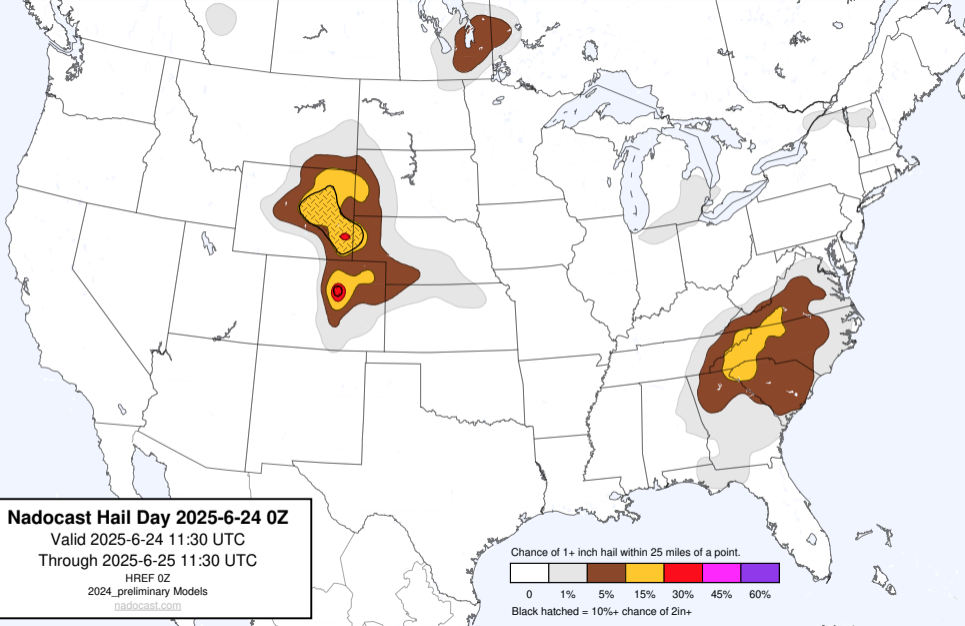 Nadocast Hail Day 2025-6-24 0Z
Valid 2025-6-24 11:30 UTC
Through 2025-6-25 11:30 UTC
HREF 0Z
2024_preliminary Models
nadocast.com
Chance of 1+ inch hail within 25 miles of a point.
0 1% 5% 15% 30% 45% 60%
Black hatched = 10%+ chance of 2in+